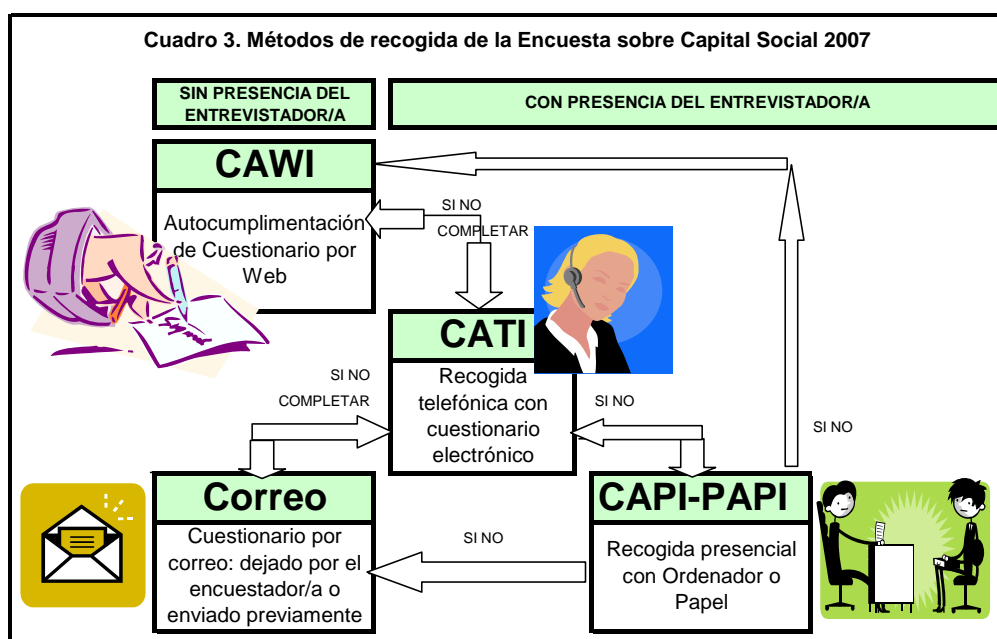 Cuadro 3. Métodos de recogida de la Encuesta sobre Capital Social 2007
SIN PRESENCIA DEL
ENTREVISTADOR/A
CON PRESENCIA DEL ENTREVISTADOR/A
CAWI
Autocumplimentación
de Cuestionario por
Web
SI NO
COMPLETAR
CATI
Recogida
telefónica con
cuestionario
electrónico
SI NO
COMPLETAR
SI NO
SI NO
Correo
Cuestionario por
correo: dejado por el
encuestador/a o
enviado previamente
SI NO
CAPI-PAPI
Recogida presencial
con Ordenador o
Papel